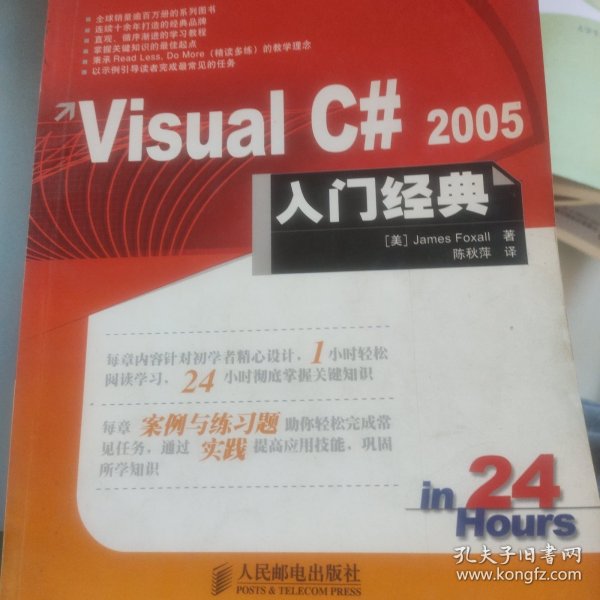 全球销量逾百万册的系列图书
连续十余年打造的经典品牌
直观、循序渐进的学习教程
掌握关键知识的最佳起点
秉承Read Less, Do More（精读多练）的教学理念
以示例引导读者完成最常见的任务
Visual C# 2005
入门经典
[美] James Foxall 著
陈秋萍 译
每章内容针对初学者精心设计，1小时轻松
阅读学习、24小时彻底掌握关键知识
每章 案例与练习题 助你轻松完成常
见任务，通过 实践 提高应用技能，巩固
所学知识
in 24
Hours
人民邮电出版社
POSTS & TELECOM PRESS
孔夫子旧书网
www.kongfz.com